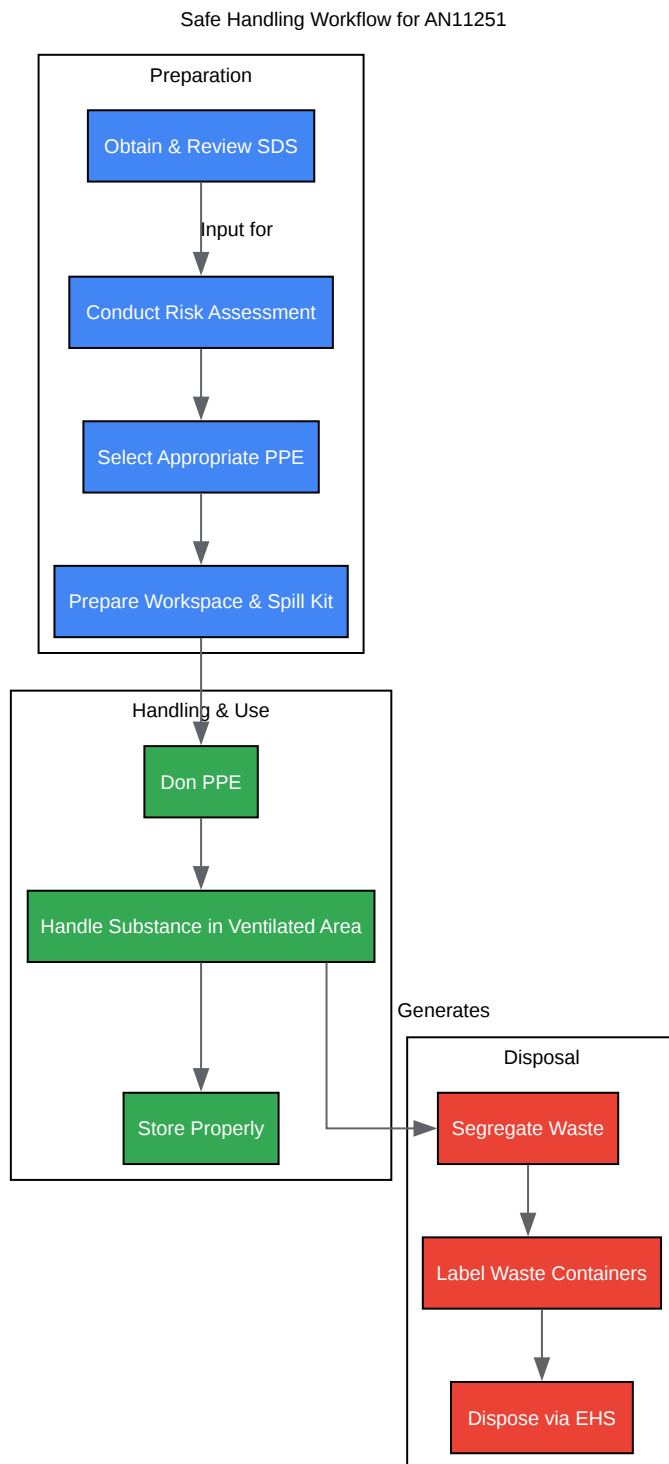 Safe Handling Workflow for AN11251
Preparation
Obtain & Review SDS
Input for
Conduct Risk Assessment
Select Appropriate PPE
Prepare Workspace & Spill Kit
Handling & Use
Don PPE
Handle Substance in Ventilated Area
Generates
Store Properly
Disposal
Segregate Waste
Label Waste Containers
Dispose via EHS